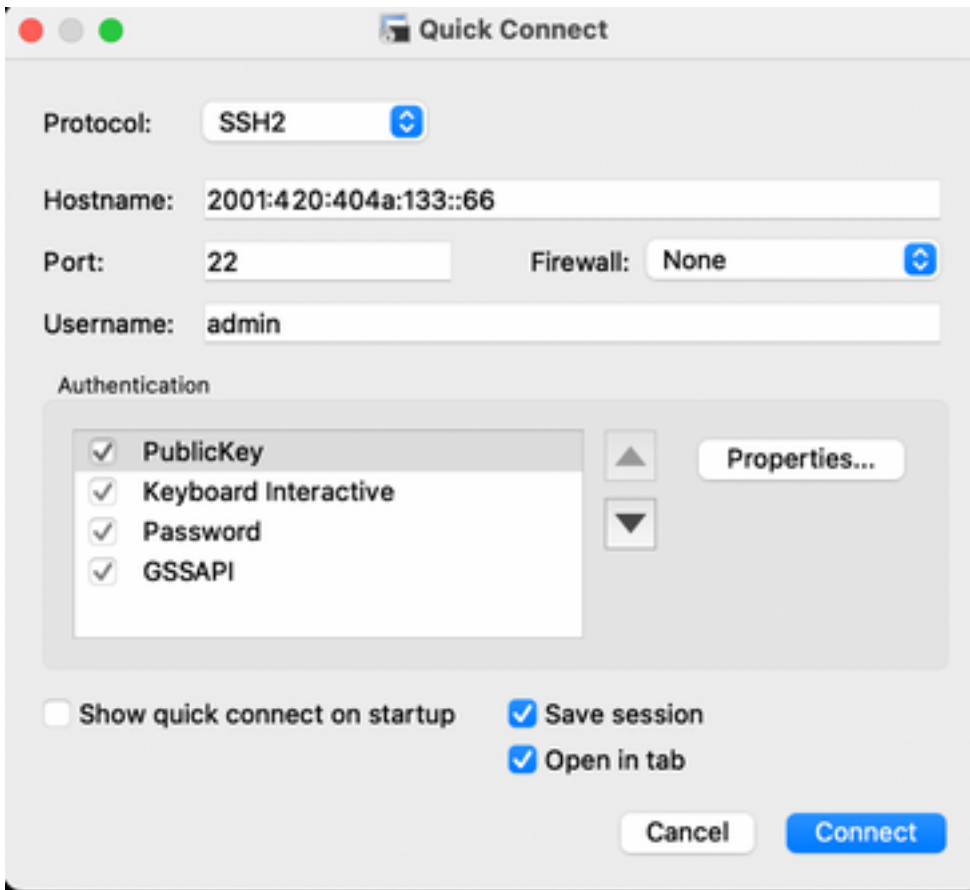 Quick Connect
Protocol: SSH2
Hostname: 2001:420:404a:133::66
Port: 22 Firewall: None
Username: admin
Authentication
PublicKey
Keyboard Interactive
Password
GSSAPI
Properties...
Show quick connect on startup Save session
Open in tab
Cancel Connect